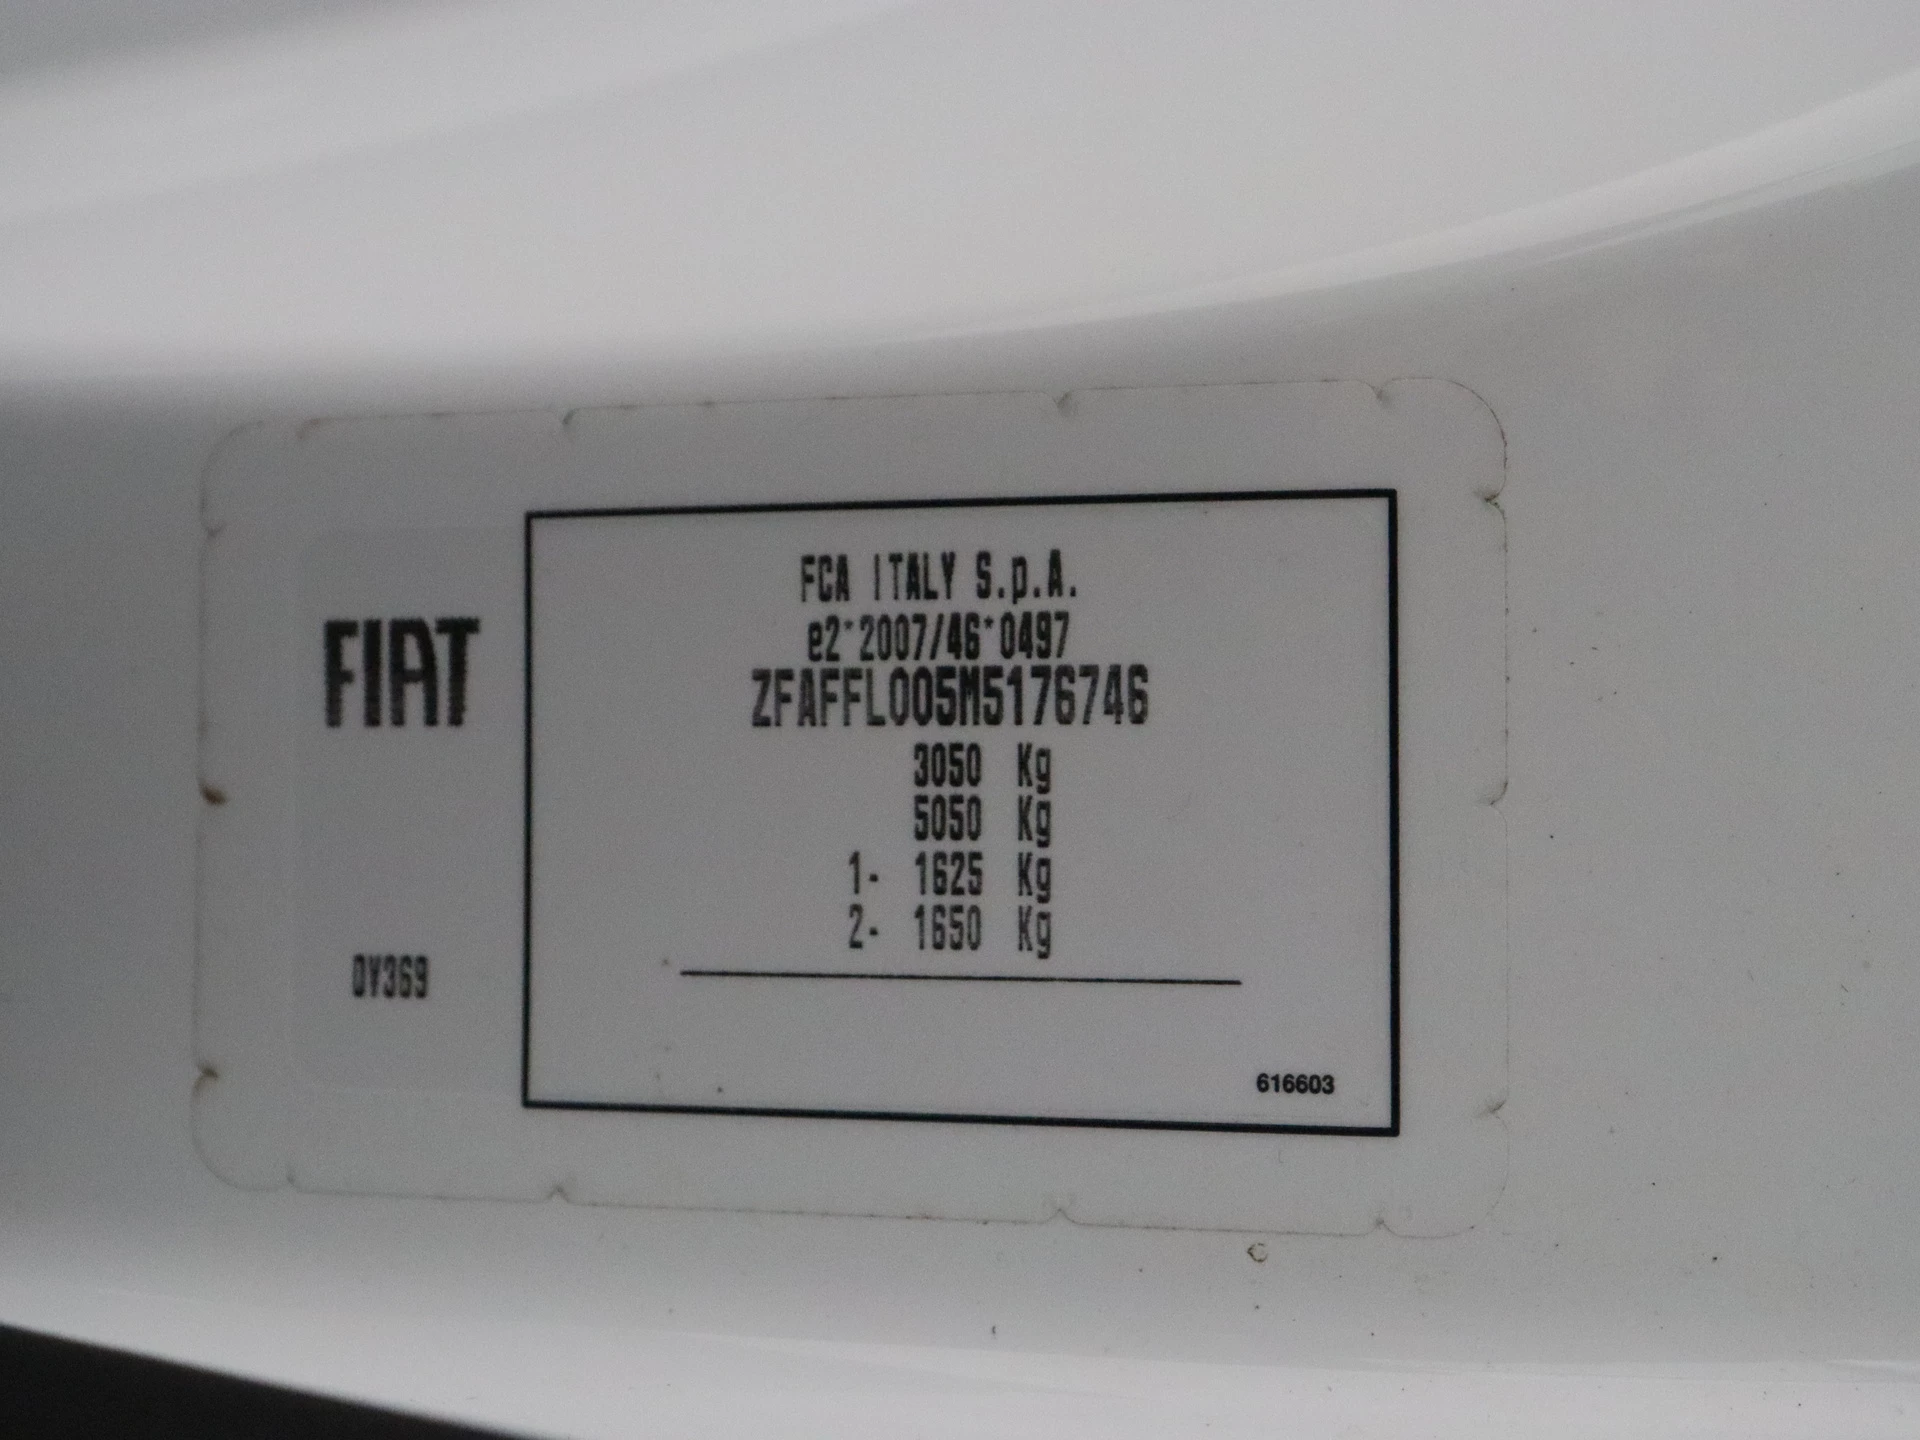 FCA ITALY S.p.A.
e2*2007/46*0497
ZFAFFL005M5176746
FIAT
3050 Kg
5050 Kg
1- 1625 Kg
2- 1650 Kg
0V369
616603